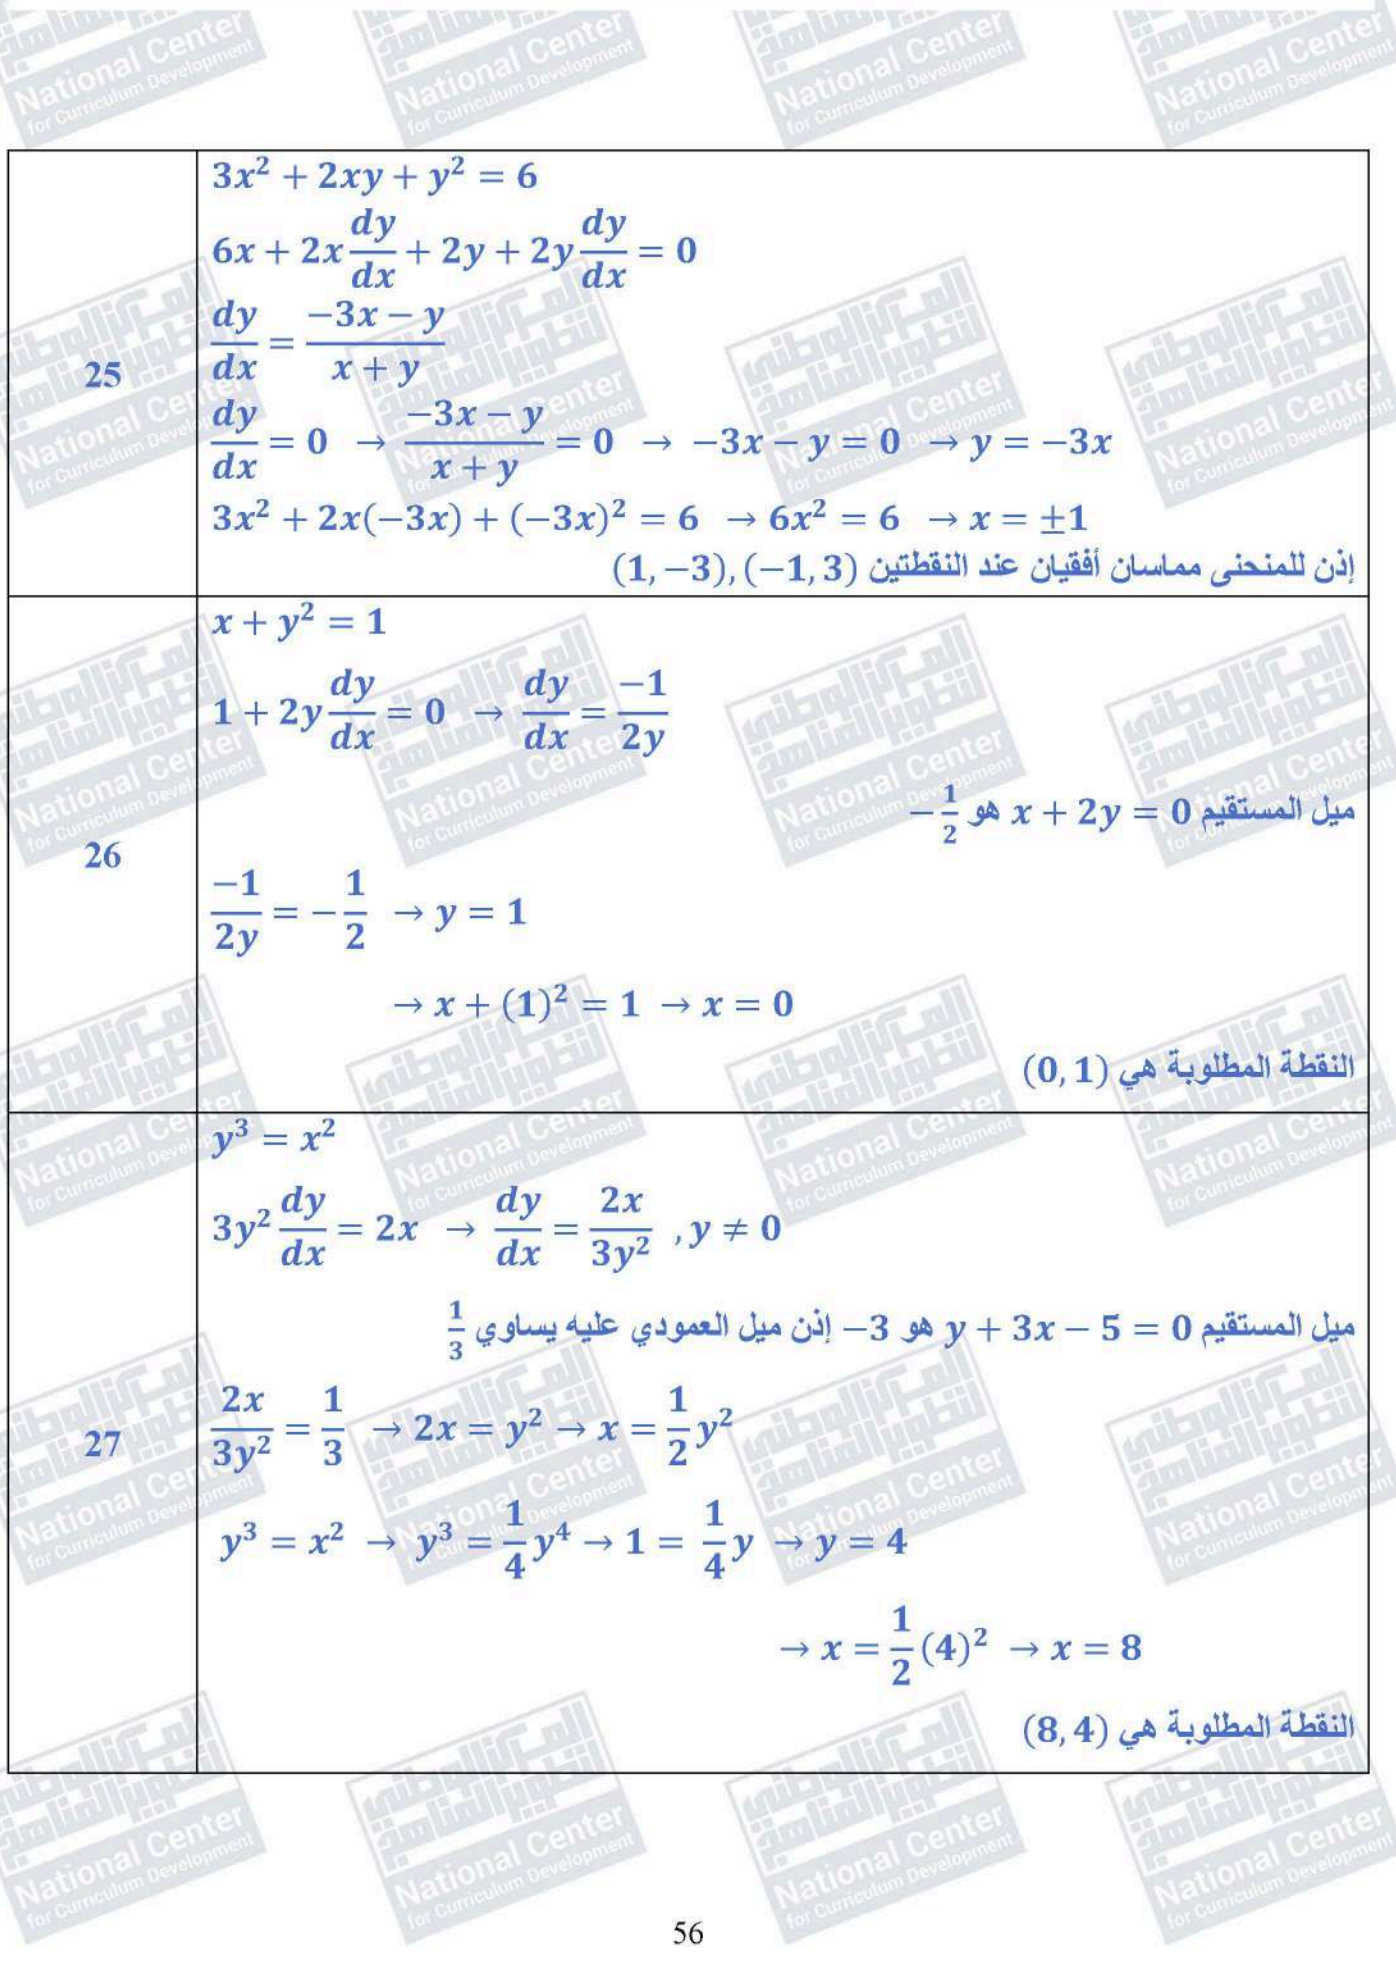 25
3x² + 2xy + y² = 6
6x + 2x dy/dx + 2y + 2y dy/dx = 0
dy/dx = (−3x − y)/(x + y)
dy/dx = 0 → (−3x − y)/(x + y) = 0 → −3x − y = 0 → y = −3x
3x² + 2x(−3x) + (−3x)² = 6 → 6x² = 6 → x = ±1
إذن للمنحنى مماسان أفقيان عند النقطتين (1, −3), (−1, 3)
26
x + y² = 1
1 + 2y dy/dx = 0 → dy/dx = −1/2y
ميل المستقيم x + 2y = 0 هو −1/2
−1/2y = −1/2 → y = 1
→ x + (1)² = 1 → x = 0
النقطة المطلوبة هي (0, 1)
27
y³ = x²
3y² dy/dx = 2x → dy/dx = 2x/3y² , y ≠ 0
ميل المستقيم y + 3x − 5 = 0 هو −3 إذن ميل العمودي عليه يساوي 1/3
2x/3y² = 1/3 → 2x = y² → x = 1/2 y²
y³ = x² → y³ = 1/4 y⁴ → 1 = 1/4 y → y = 4
→ x = 1/2 (4)² → x = 8
النقطة المطلوبة هي (8, 4)
56
National Center
for Curriculum Development